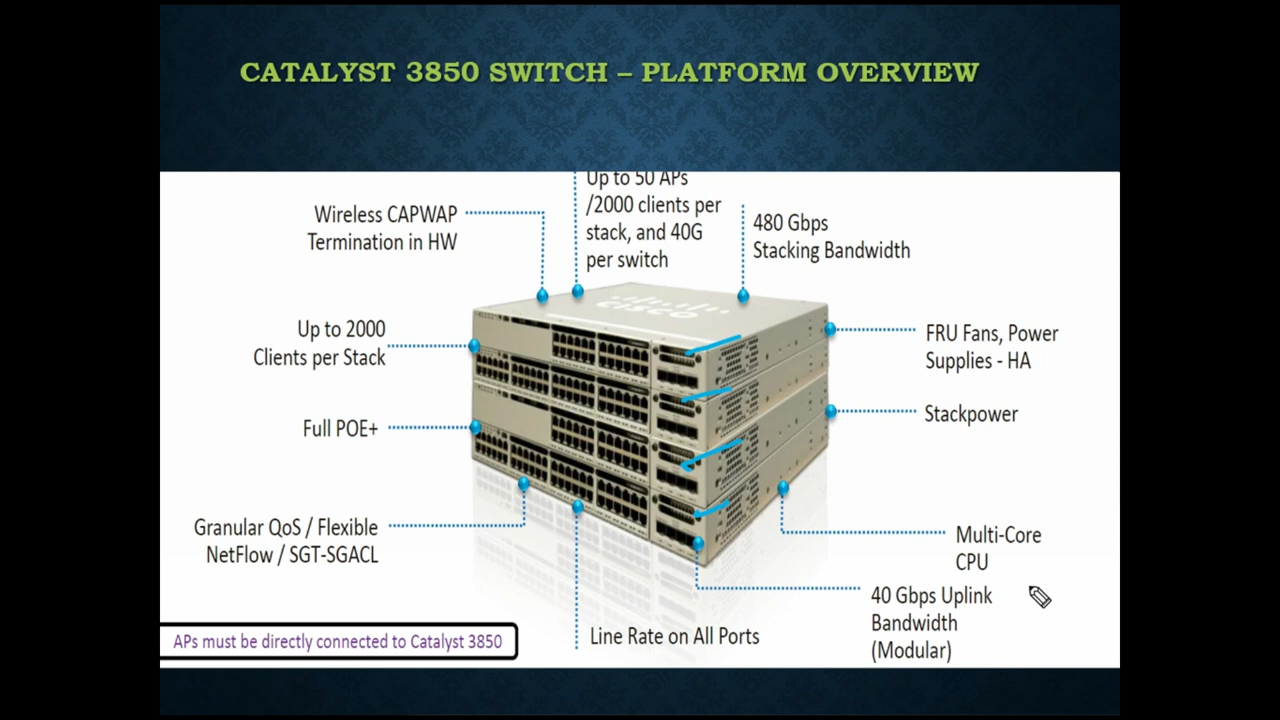 CATALYST 3850 SWITCH – PLATFORM OVERVIEW
Up to 50 APs
/2000 clients per
stack, and 40G
per switch
Wireless CAPWAP
Termination in HW
480 Gbps
Stacking Bandwidth
CISCO
Up to 2000
Clients per Stack
FRU Fans, Power
Supplies - HA
Full POE+
Stackpower
Granular QoS / Flexible
NetFlow / SGT-SGACL
Multi-Core
CPU
40 Gbps Uplink
Bandwidth
(Modular)
Line Rate on All Ports
APs must be directly connected to Catalyst 3850